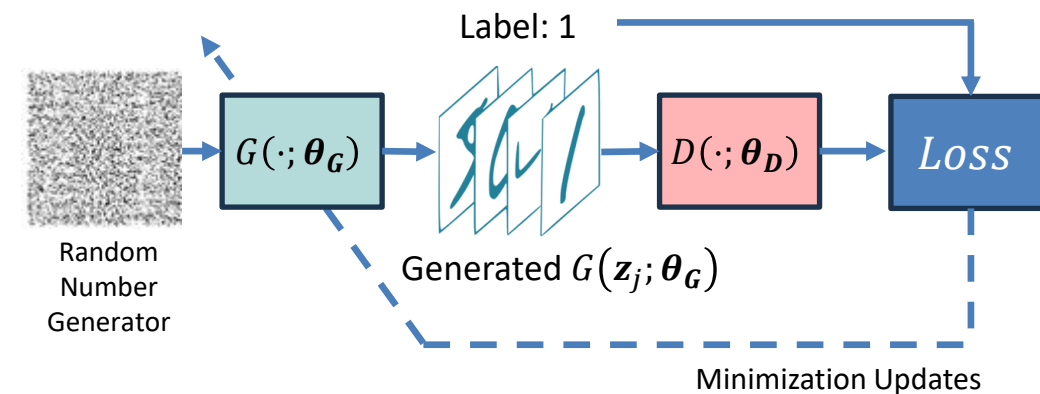 Label: 1
G(·; θ_G)
D(·; θ_D)
Loss
Random
Number
Generator
Generated G(z_j; θ_G)
Minimization Updates